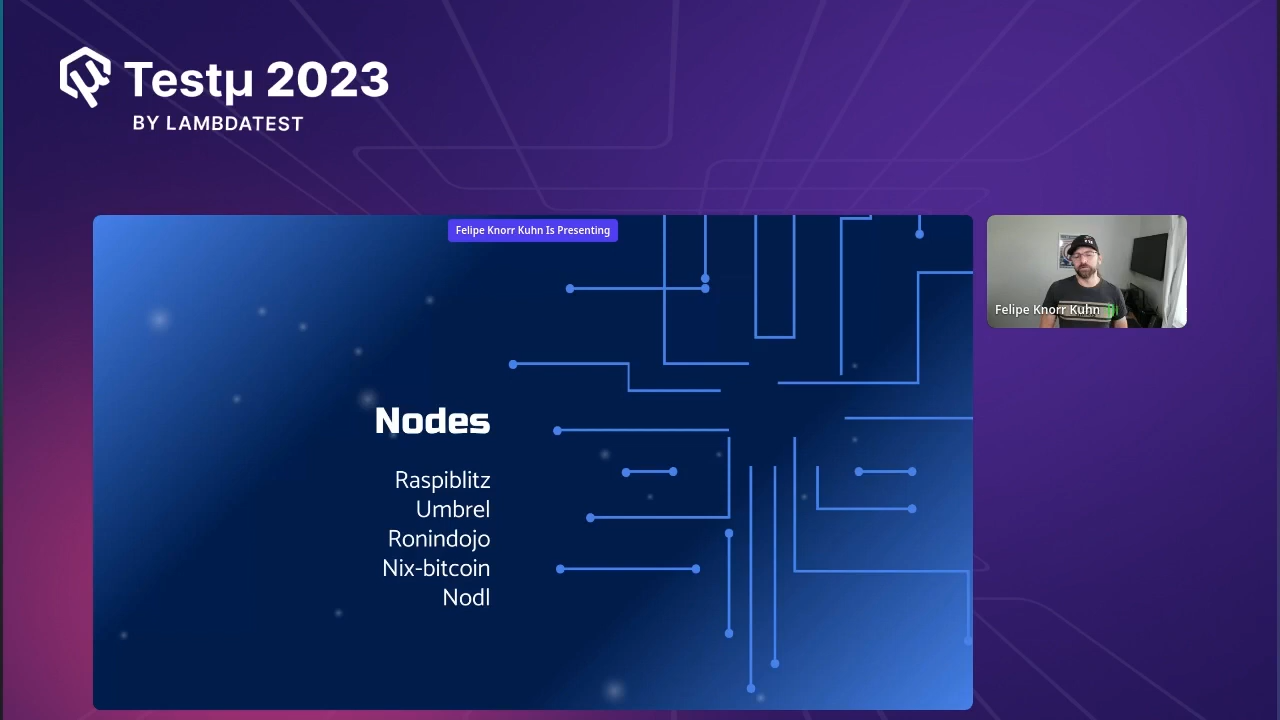 Testμ 2023
BY LAMBDATEST
Felipe Knorr Kuhn Is Presenting
Felipe Knorr Kuhn
Nodes
Raspiblitz
Umbrel
Ronindojo
Nix-bitcoin
Nodl